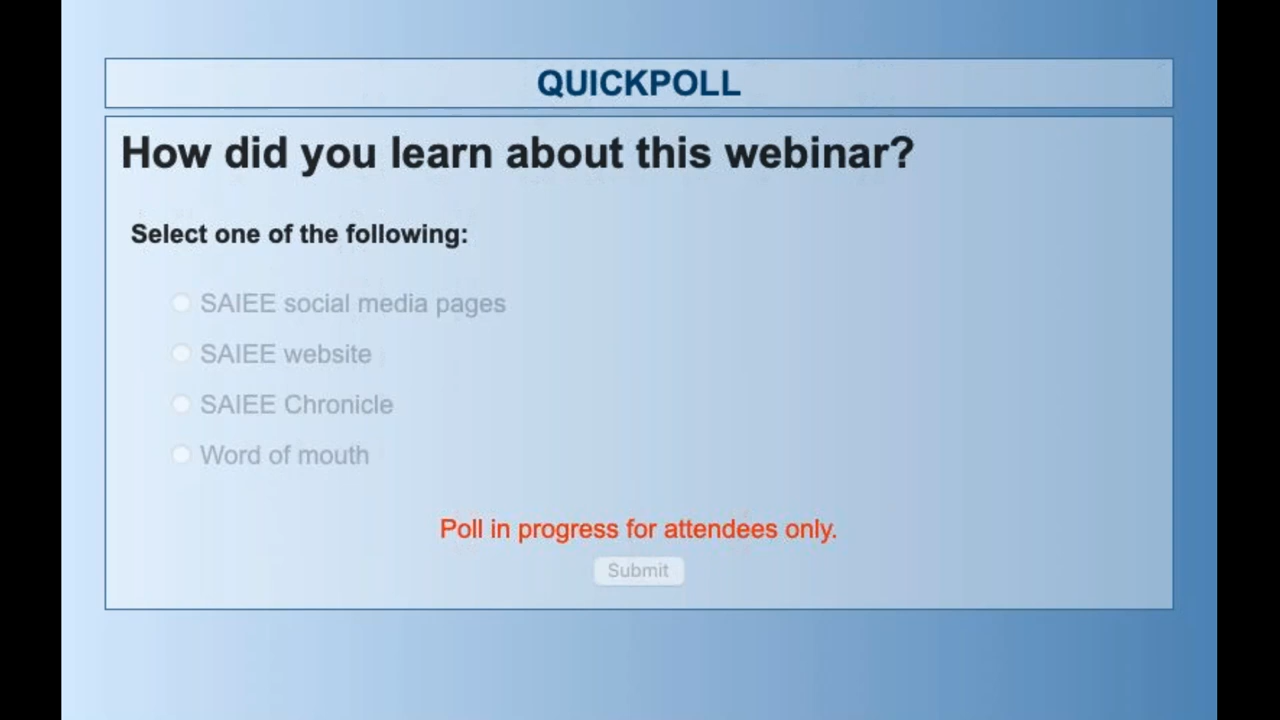 QUICKPOLL
How did you learn about this webinar?
Select one of the following:
SAIEE social media pages
SAIEE website
SAIEE Chronicle
Word of mouth
Poll in progress for attendees only.
Submit